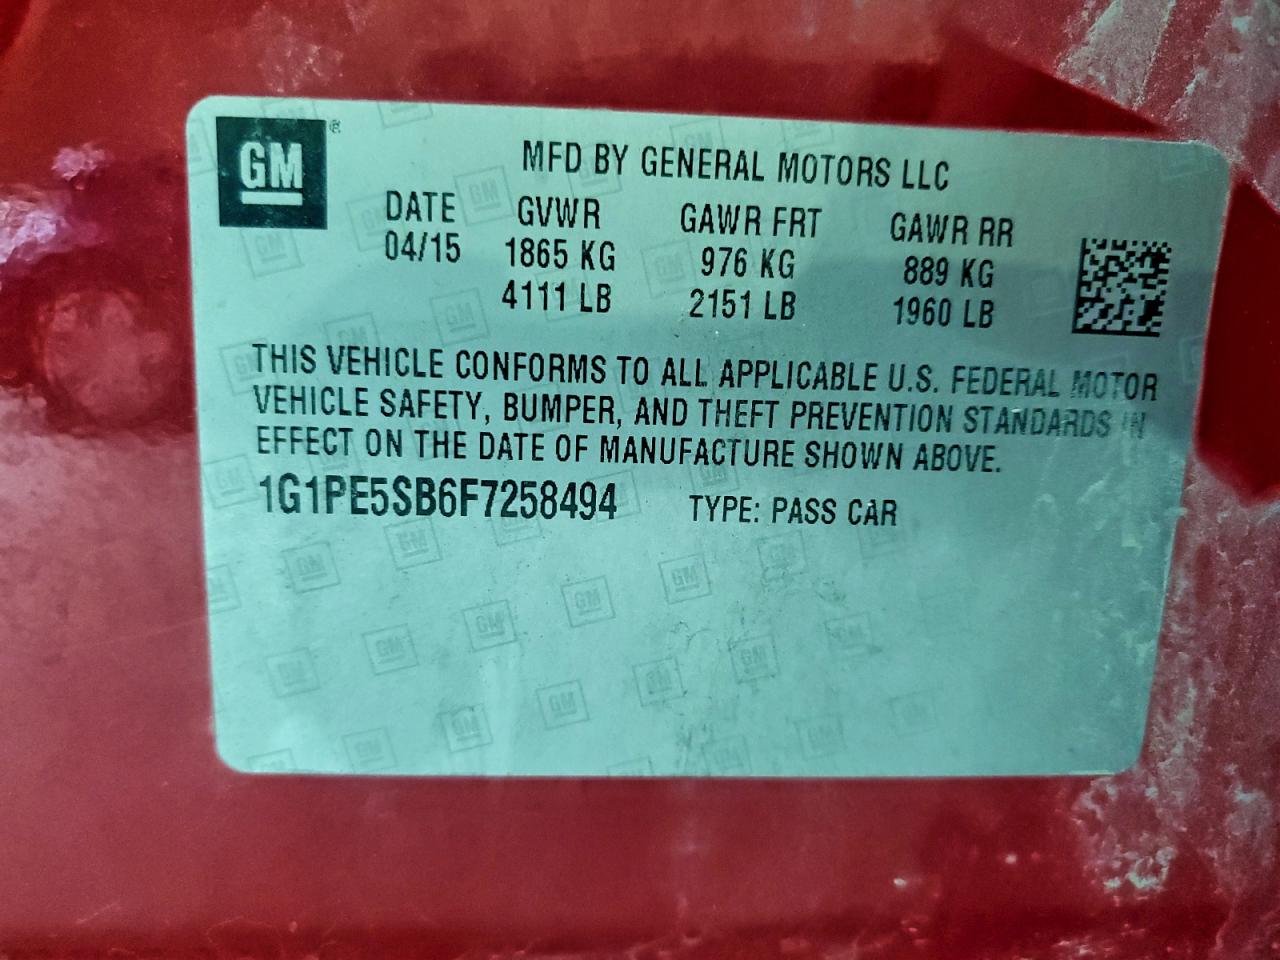 GM®
MFD BY GENERAL MOTORS LLC
DATE GVWR GAWR FRT GAWR RR
04/15 1865 KG 976 KG 889 KG
4111 LB 2151 LB 1960 LB
THIS VEHICLE CONFORMS TO ALL APPLICABLE U.S. FEDERAL MOTOR
VEHICLE SAFETY, BUMPER, AND THEFT PREVENTION STANDARDS IN
EFFECT ON THE DATE OF MANUFACTURE SHOWN ABOVE.
1G1PE5SB6F7258494 TYPE: PASS CAR